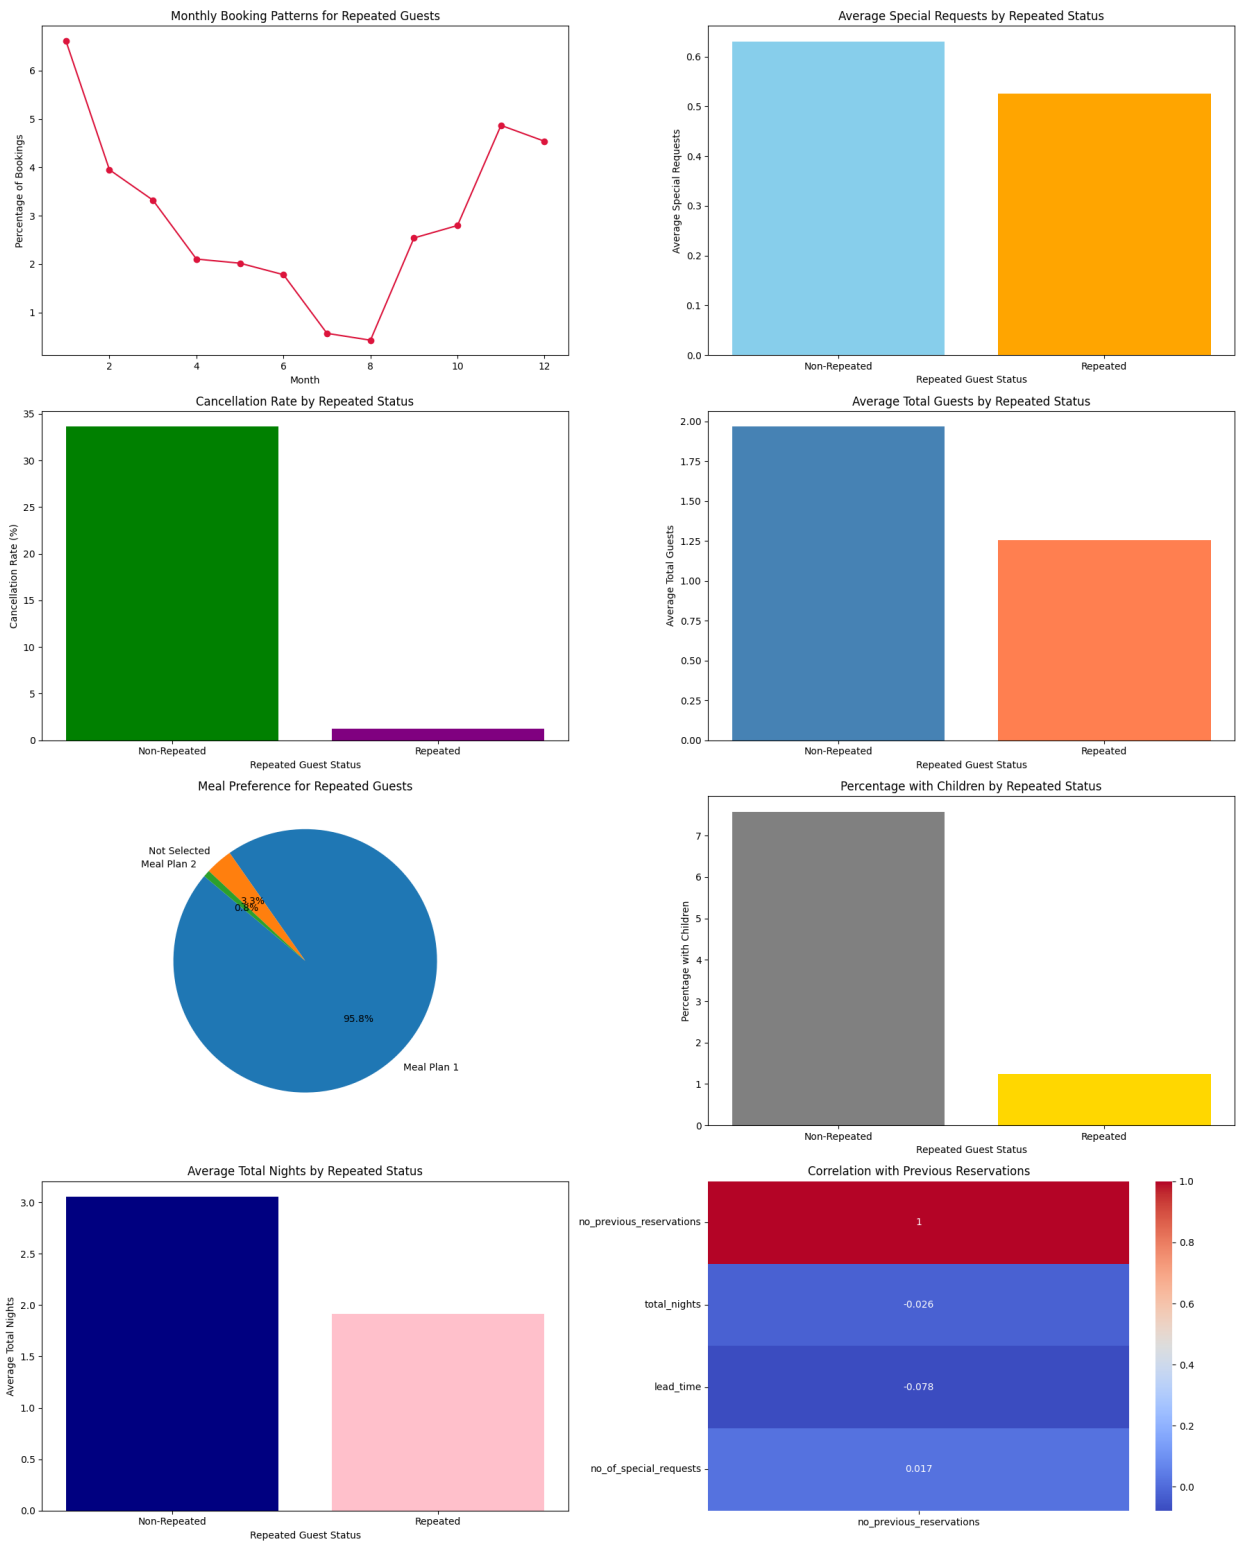 Monthly Booking Patterns for Repeated Guests
Percentage of Bookings
6
5
4
3
2
1
2 4 6 8 10 12
Month
Average Special Requests by Repeated Status
Average Special Requests
0.6
0.5
0.4
0.3
0.2
0.1
0.0
Non-Repeated Repeated
Repeated Guest Status
Cancellation Rate by Repeated Status
Cancellation Rate (%)
35
30
25
20
15
10
5
0
Non-Repeated Repeated
Repeated Guest Status
Average Total Guests by Repeated Status
Average Total Guests
2.00
1.75
1.50
1.25
1.00
0.75
0.50
0.25
0.00
Non-Repeated Repeated
Repeated Guest Status
Meal Preference for Repeated Guests
Not Selected
Meal Plan 2
3.3%
0.8%
95.8%
Meal Plan 1
Percentage with Children by Repeated Status
Percentage with Children
7
6
5
4
3
2
1
0
Non-Repeated Repeated
Repeated Guest Status
Average Total Nights by Repeated Status
Average Total Nights
3.0
2.5
2.0
1.5
1.0
0.5
0.0
Non-Repeated Repeated
Repeated Guest Status
Correlation with Previous Reservations
no_previous_reservations 1
total_nights -0.026
lead_time -0.078
no_of_special_requests 0.017
no_previous_reservations
1.0
0.8
0.6
0.4
0.2
0.0